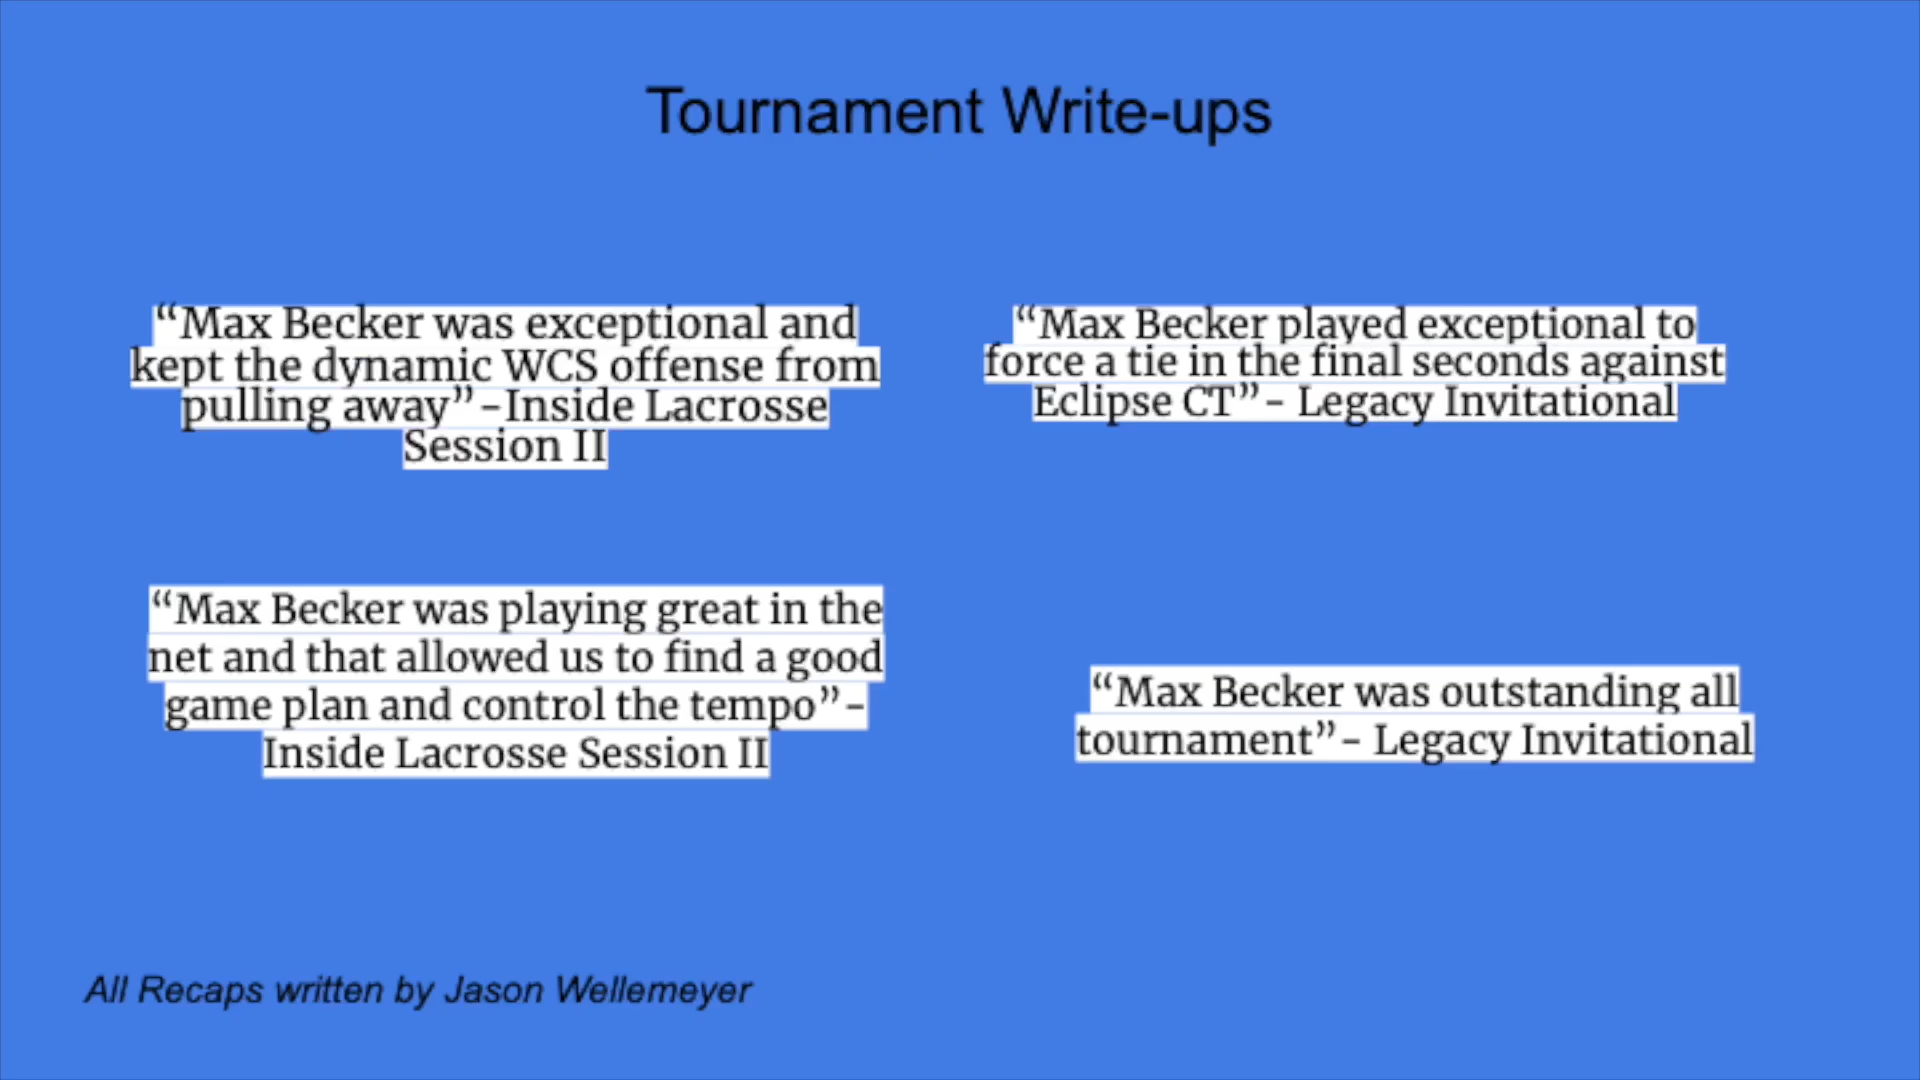 Tournament Write-ups
“Max Becker was exceptional and
kept the dynamic WCS offense from
pulling away”-Inside Lacrosse
Session II
“Max Becker played exceptional to
force a tie in the final seconds against
Eclipse CT”- Legacy Invitational
“Max Becker was playing great in the
net and that allowed us to find a good
game plan and control the tempo”-
Inside Lacrosse Session II
“Max Becker was outstanding all
tournament”- Legacy Invitational
All Recaps written by Jason Wellemeyer